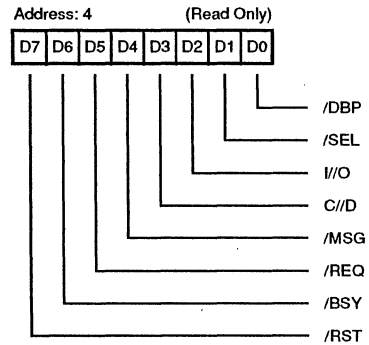 Address: 4 (Read Only)
D7 D6 D5 D4 D3 D2 D1 D0
/DBP
/SEL
I//O
C//D
/MSG
/REQ
/BSY
/RST